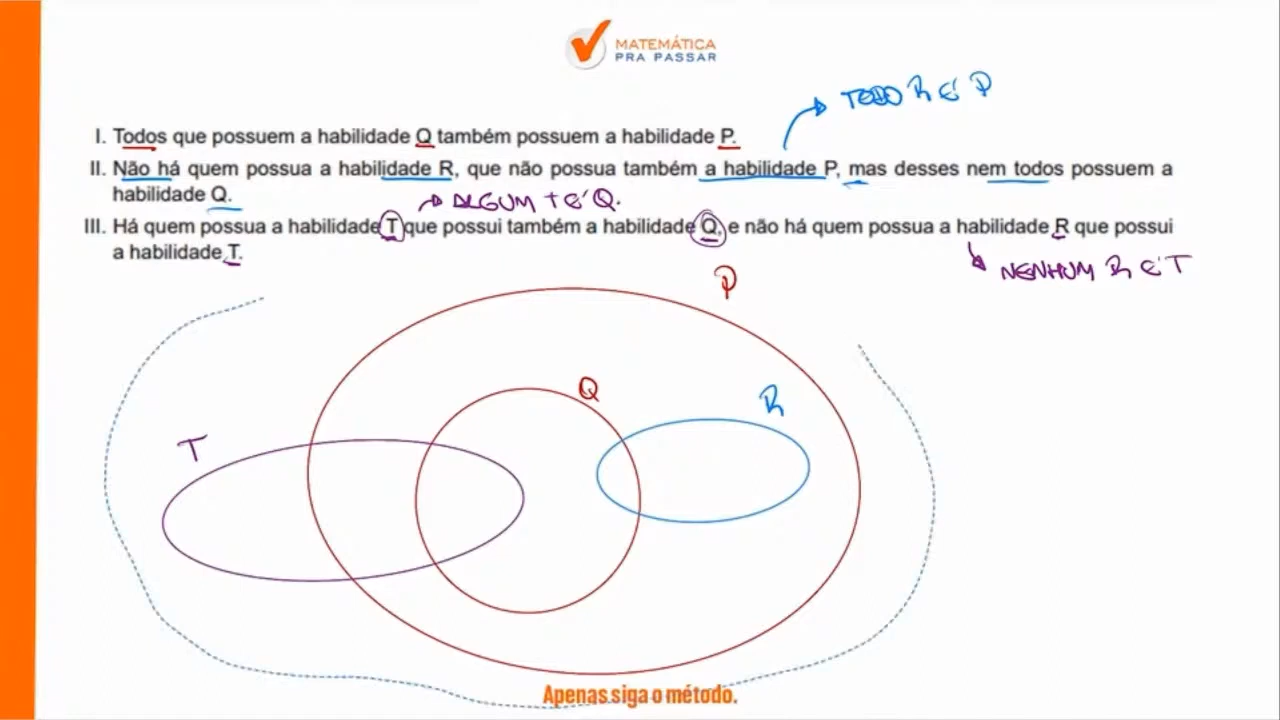 MATEMÁTICA
PRA PASSAR
TODO R É P
I. Todos que possuem a habilidade Q também possuem a habilidade P.
II. Não há quem possua a habilidade R, que não possua também a habilidade P, mas desses nem todos possuem a
habilidade Q.
ALGUM T É Q.
III. Há quem possua a habilidade T que possui também a habilidade Q, e não há quem possua a habilidade R que possui
a habilidade T.
NENHUM R É T
P
Q
R
T
Apenas siga o método.